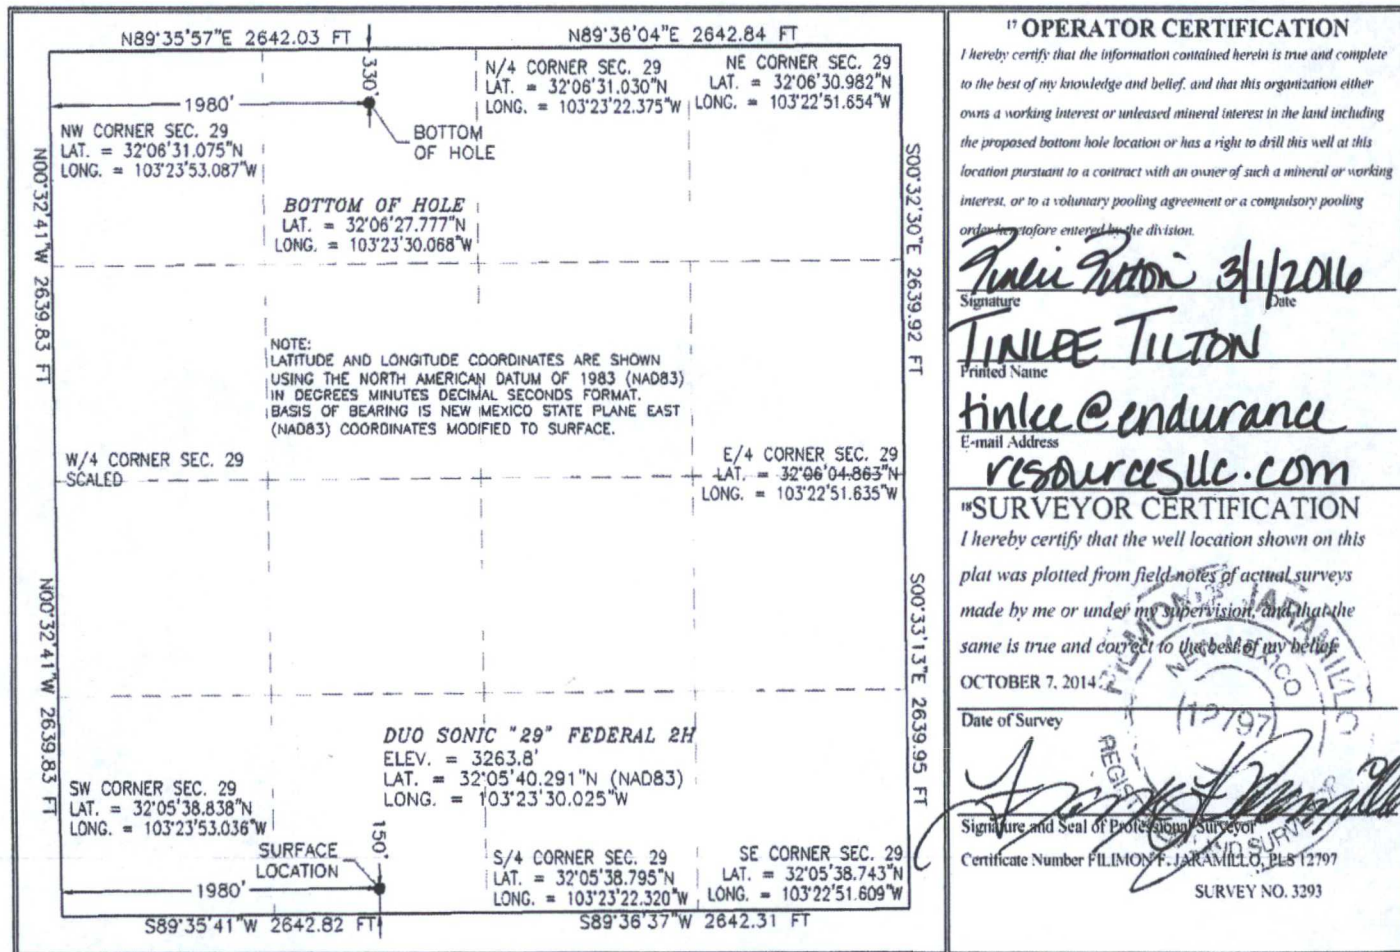 N89°35'57"E 2642.03 FT
N89°36'04"E 2642.84 FT
330'
1980'
NW CORNER SEC. 29
LAT. = 32°06'31.075"N
LONG. = 103°23'53.087"W
BOTTOM
OF HOLE
N/4 CORNER SEC. 29
LAT. = 32°06'31.030"N
LONG. = 103°23'22.375"W
NE CORNER SEC. 29
LAT. = 32°06'30.982"N
LONG. = 103°22'51.654"W
BOTTOM OF HOLE
LAT. = 32°06'27.777"N
LONG. = 103°23'30.068"W
N00°32'41"W 2639.83 FT
S00°32'30"E 2639.92 FT
NOTE:
LATITUDE AND LONGITUDE COORDINATES ARE SHOWN
USING THE NORTH AMERICAN DATUM OF 1983 (NAD83)
IN DEGREES MINUTES DECIMAL SECONDS FORMAT.
BASIS OF BEARING IS NEW MEXICO STATE PLANE EAST
(NAD83) COORDINATES MODIFIED TO SURFACE.
W/4 CORNER SEC. 29
SCALED
E/4 CORNER SEC. 29
LAT. = 32°06'04.863"N
LONG. = 103°22'51.635"W
N00°32'41"W 2639.83 FT
S00°33'13"E 2639.95 FT
DUO SONIC "29" FEDERAL 2H
ELEV. = 3263.8'
LAT. = 32°05'40.291"N (NAD83)
LONG. = 103°23'30.025"W
SW CORNER SEC. 29
LAT. = 32°05'38.838"N
LONG. = 103°23'53.036"W
SURFACE
LOCATION
150'
1980'
S/4 CORNER SEC. 29
LAT. = 32°05'38.795"N
LONG. = 103°23'22.320"W
SE CORNER SEC. 29
LAT. = 32°05'38.743"N
LONG. = 103°22'51.609"W
S89°35'41"W 2642.82 FT
S89°36'37"W 2642.31 FT
17 OPERATOR CERTIFICATION
I hereby certify that the information contained herein is true and complete
to the best of my knowledge and belief, and that this organization either
owns a working interest or unleased mineral interest in the land including
the proposed bottom hole location or has a right to drill this well at this
location pursuant to a contract with an owner of such a mineral or working
interest, or to a voluntary pooling agreement or a compulsory pooling
order heretofore entered by the division.
3/1/2016
Signature Date
TINLEE TILTON
Printed Name
tinlee@endurance
E-mail Address
resourcesllc.com
18 SURVEYOR CERTIFICATION
I hereby certify that the well location shown on this
plat was plotted from field notes of actual surveys
made by me or under my supervision, and that the
same is true and correct to the best of my belief.
OCTOBER 7, 2014
Date of Survey
FILIMON F. JARAMILLO
NEW MEXICO
12797
Signature and Seal of Professional Surveyor
Certificate Number FILIMON F. JARAMILLO, PLS 12797
SURVEY NO. 3293